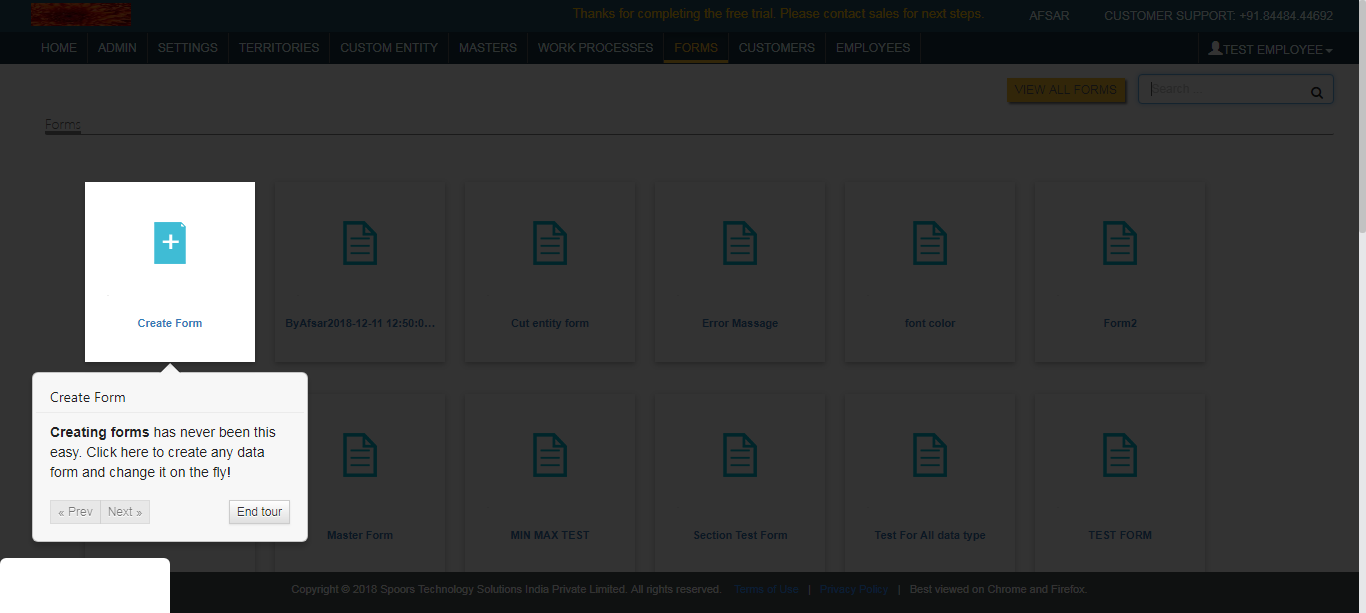 Thanks for completing the free trial. Please contact sales for next steps.
AFSAR
CUSTOMER SUPPORT: +91.84484.44692
HOME
ADMIN
SETTINGS
TERRITORIES
CUSTOM ENTITY
MASTERS
WORK PROCESSES
FORMS
CUSTOMERS
EMPLOYEES
TEST EMPLOYEE
VIEW ALL FORMS
Search...
Forms
Create Form
ByAfsar2018-12-11 12:50:0...
Cut entity form
Error Massage
font color
Form2
Create Form
Creating forms has never been this
easy. Click here to create any data
form and change it on the fly!
« Prev
Next »
End tour
Master Form
MIN MAX TEST
Section Test Form
Test For All data type
TEST FORM
Copyright © 2018 Spoors Technology Solutions India Private Limited. All rights reserved. Terms of Use | Privacy Policy | Best viewed on Chrome and Firefox.